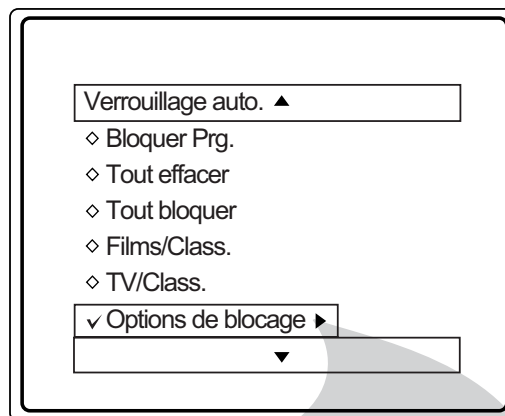 Verrouillage auto.
Bloquer Prg.
Tout effacer
Tout bloquer
Films/Class.
TV/Class.
Options de blocage